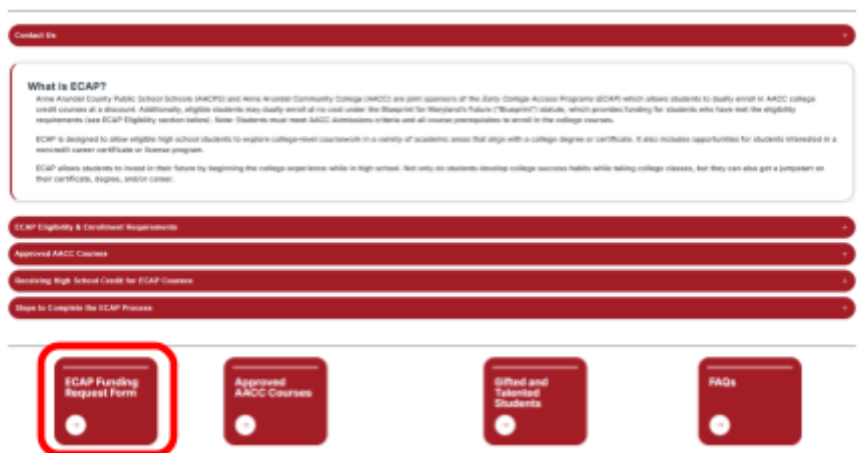 Contact Us
What is ECAP?
Anne Arundel County Public School Schools (AACPS) and Anne Arundel Community College (AACC) are joint sponsors of the Early College Access Programs (ECAP) which allows students to dually enroll in AACC college
credit courses at a discount. Additionally, eligible students may dually enroll at no cost under the Blueprint for Maryland's Future ("Blueprint") statute, which provides funding for students who have met the eligibility
requirements (see ECAP Eligibility section below). Note: Students must meet AACC Admissions criteria and all course prerequisites to enroll in the college courses.
ECAP is designed to allow eligible high school students to explore college-level coursework in a variety of academic areas that align with a college degree or certificate. It also includes opportunities for students interested in a
noncredit career certificate or license program.
ECAP allows students to invest in their future by beginning the college experience while in high school. Not only do students develop college success habits while taking college classes, but they can also get a jumpstart on
their certificate, degree, and/or career.
ECAP Eligibility & Enrollment Requirements
Approved AACC Courses
Receiving High School Credit for ECAP Courses
Steps to Complete the ECAP Process
ECAP Funding
Request Form
Approved
AACC Courses
Gifted and
Talented
Students
FAQs